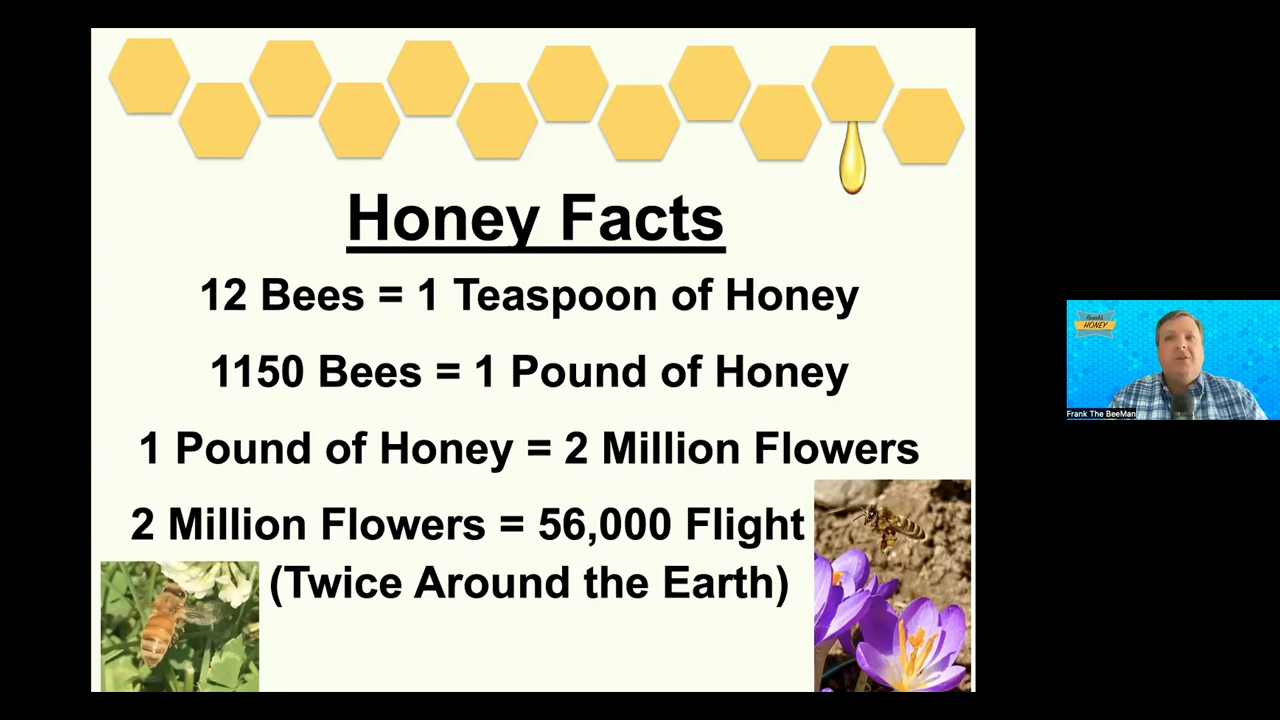 Honey Facts
12 Bees = 1 Teaspoon of Honey
1150 Bees = 1 Pound of Honey
1 Pound of Honey = 2 Million Flowers
2 Million Flowers = 56,000 Flight
(Twice Around the Earth)
Frank's
HONEY
Frank The BeeMan